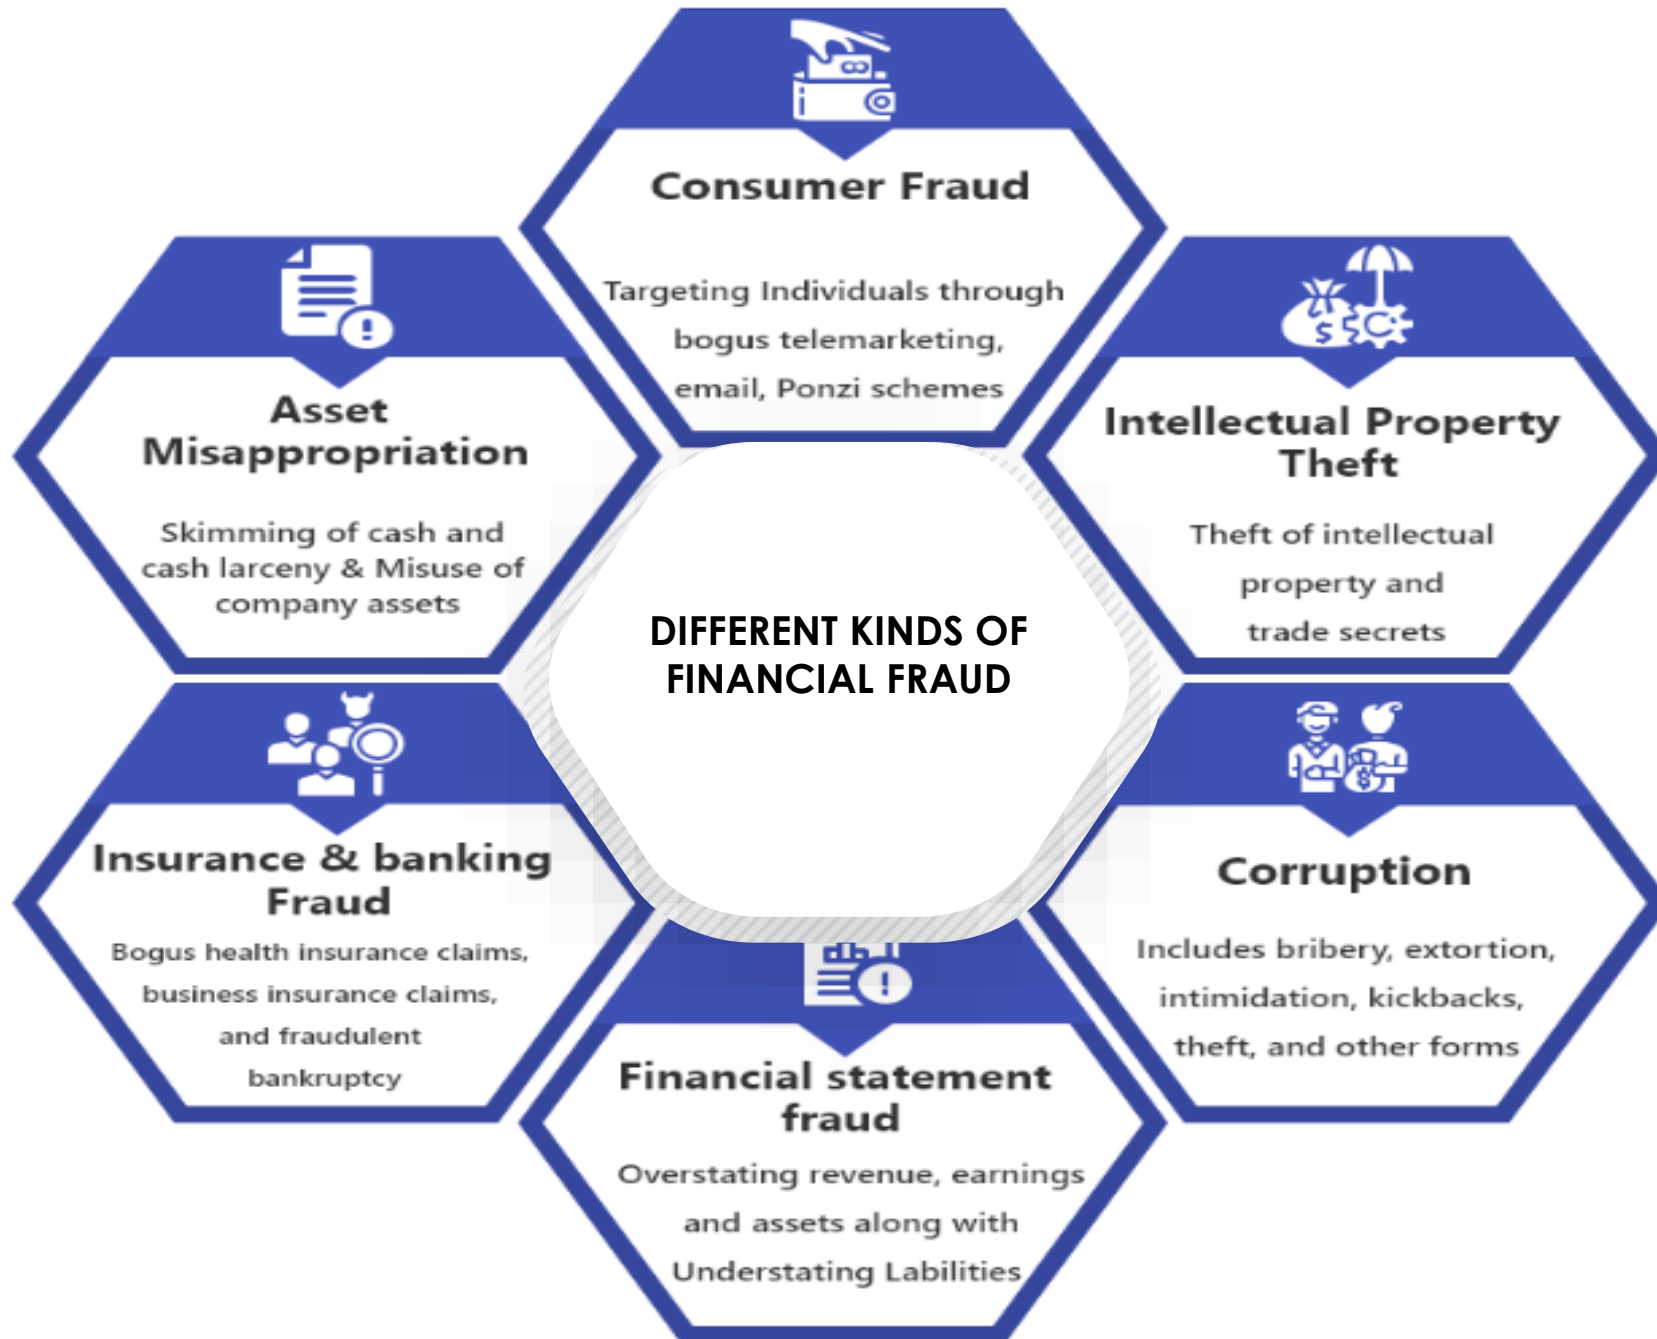 Consumer Fraud
Targeting Individuals through
bogus telemarketing,
email, Ponzi schemes
Asset
Misappropriation
Skimming of cash and
cash larceny & Misuse of
company assets
Intellectual Property
Theft
Theft of intellectual
property and
trade secrets
DIFFERENT KINDS OF
FINANCIAL FRAUD
Insurance & banking
Fraud
Bogus health insurance claims,
business insurance claims,
and fraudulent
bankruptcy
Corruption
Includes bribery, extortion,
intimidation, kickbacks,
theft, and other forms
Financial statement
fraud
Overstating revenue, earnings
and assets along with
Understating Labilities